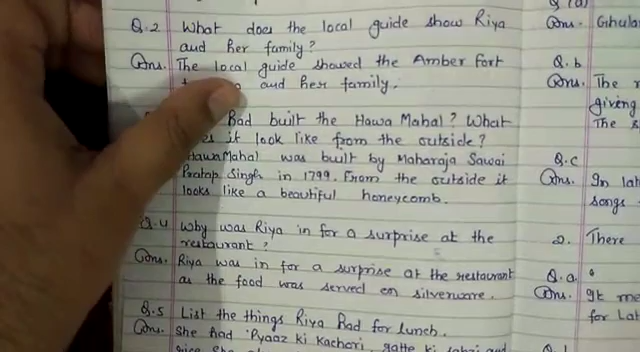 Q.2 What does the local guide show Riya
and her family?
Ans. The local guide showed the Amber Fort
and her family.
Bad built the Hawa Mahal? What
it look like from the outside?
HawaMahal was built by Maharaja Sawai
Pratap Singh in 1799. From the outside it
looks like a beautiful honeycomb.
Q.4 Why was Riya in for a surprise at the
restaurant?
Ans. Riya was in for a surprise at the restaurant
as the food was served on silverware.
Q.5 List the things Riya Bad for lunch.
Ans. She Bad 'Pyaaz ki Kachori, gatte ki
Q (a)
Ans.
Q.b
Ans. The
giving
The
Q.c
Ans. In
songs
2. There
Q.a.
Ans. It
for